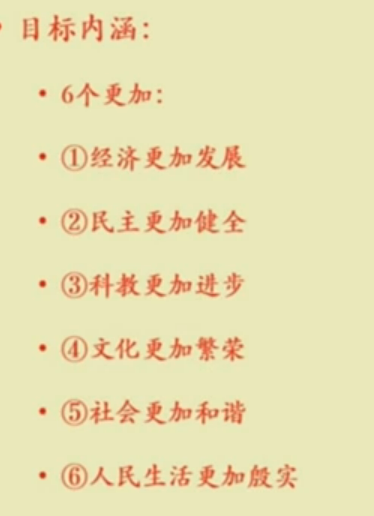 • 目标内涵：
• 6个更加：
• ①经济更加发展
• ②民主更加健全
• ③科教更加进步
• ④文化更加繁荣
• ⑤社会更加和谐
• ⑥人民生活更加殷实